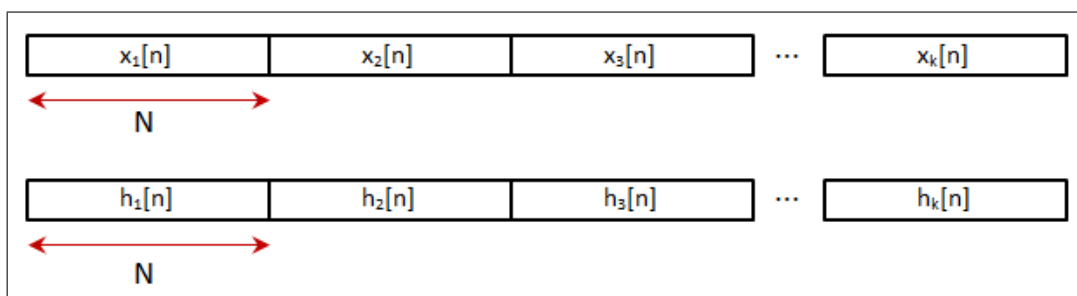 x₁[n] x₂[n] x₃[n] ... xₖ[n]
N
h₁[n] h₂[n] h₃[n] ... hₖ[n]
N